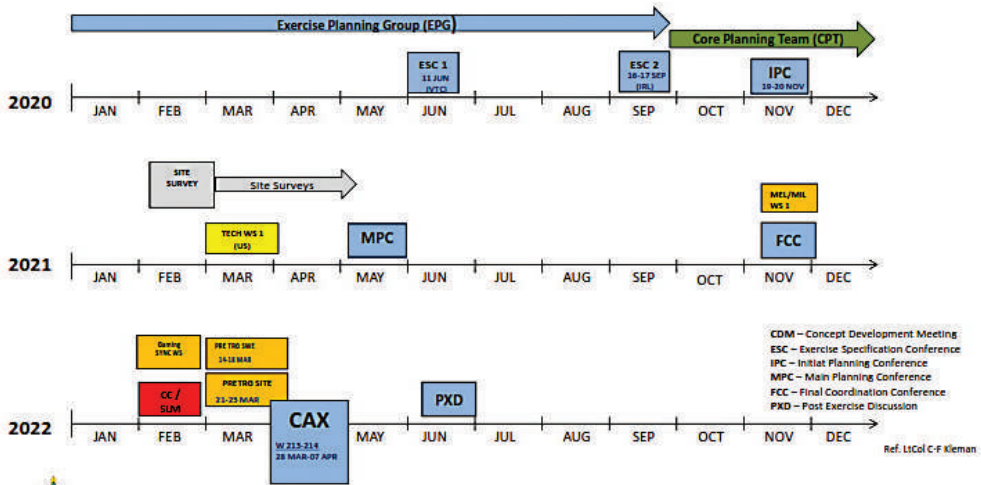 Exercise Planning Group (EPG)
Core Planning Team (CPT)
ESC 1
11 JUN
(VTC)
ESC 2
16-17 SEP
(IRL)
IPC
19-20 NOV
2020
JAN FEB MAR APR MAY JUN JUL AUG SEP OCT NOV DEC
SITE
SURVEY
Site Surveys
TECH WS 1
(US)
MPC
MEL/MIL
WS 1
FCC
2021
JAN FEB MAR APR MAY JUN JUL AUG SEP OCT NOV DEC
Gaming
SYNC WS
PRE TRO SWE
14-18 MAR
CC /
SLM
PRE TRO SITE
21-25 MAR
CAX
W 213-214
28 MAR-07 APR
PXD
2022
JAN FEB MAR MAY JUN JUL AUG SEP OCT NOV DEC
CDM – Concept Development Meeting
ESC – Exercise Specification Conference
IPC – Initial Planning Conference
MPC – Main Planning Conference
FCC – Final Coordination Conference
PXD – Post Exercise Discussion
Ref. LtCol C-F Kleman